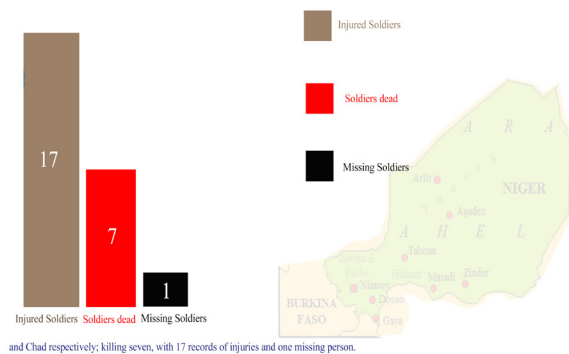 Injured Soldiers
Soldiers dead
Missing Soldiers
17
7
1
Injured Soldiers
Soldiers dead
Missing Soldiers
A R A
Arlit
NIGER
Agadez
A H E L
Tahoua
Hausa
Zinder
Maradi
Niamey
Dosso
BURKINA
FASO
Gaya
and Chad respectively; killing seven, with 17 records of injuries and one missing person.